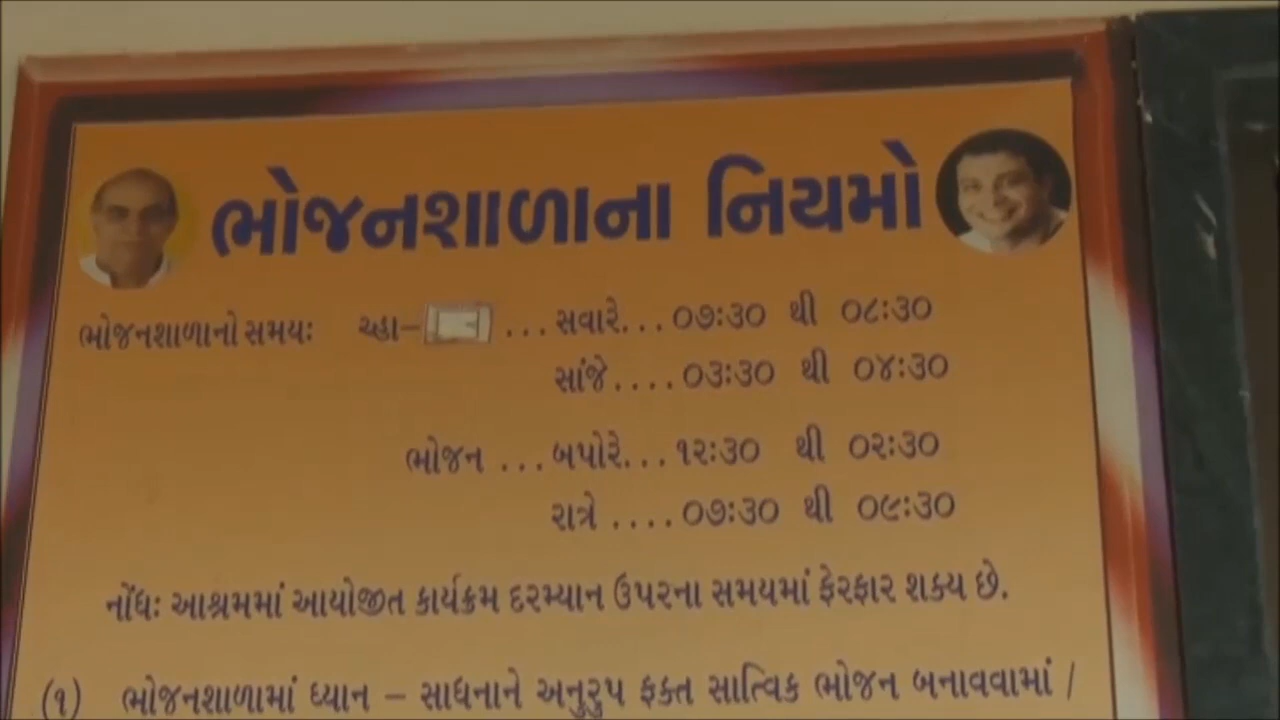 ભોજનશાળાના નિયમો
ભોજનશાળાનો સમયઃ ચ્હા- ...સવારે...૦૭:૩૦ થી ૦૮:૩૦
સાંજે....૦૩:૩૦ થી ૦૪:૩૦
ભોજન ...બપોરે...૧૨:૩૦ થી ૦૨:૩૦
રાત્રે ....૦૭:૩૦ થી ૦૯:૩૦
નોંધઃ આશ્રમમાં આયોજીત કાર્યક્રમ દરમ્યાન ઉપરના સમયમાં ફેરફાર શક્ય છે.
(૧) ભોજનશાળામાં ધ્યાન – સાધનાને અનુરુપ ફક્ત સાત્વિક ભોજન બનાવવામાં /